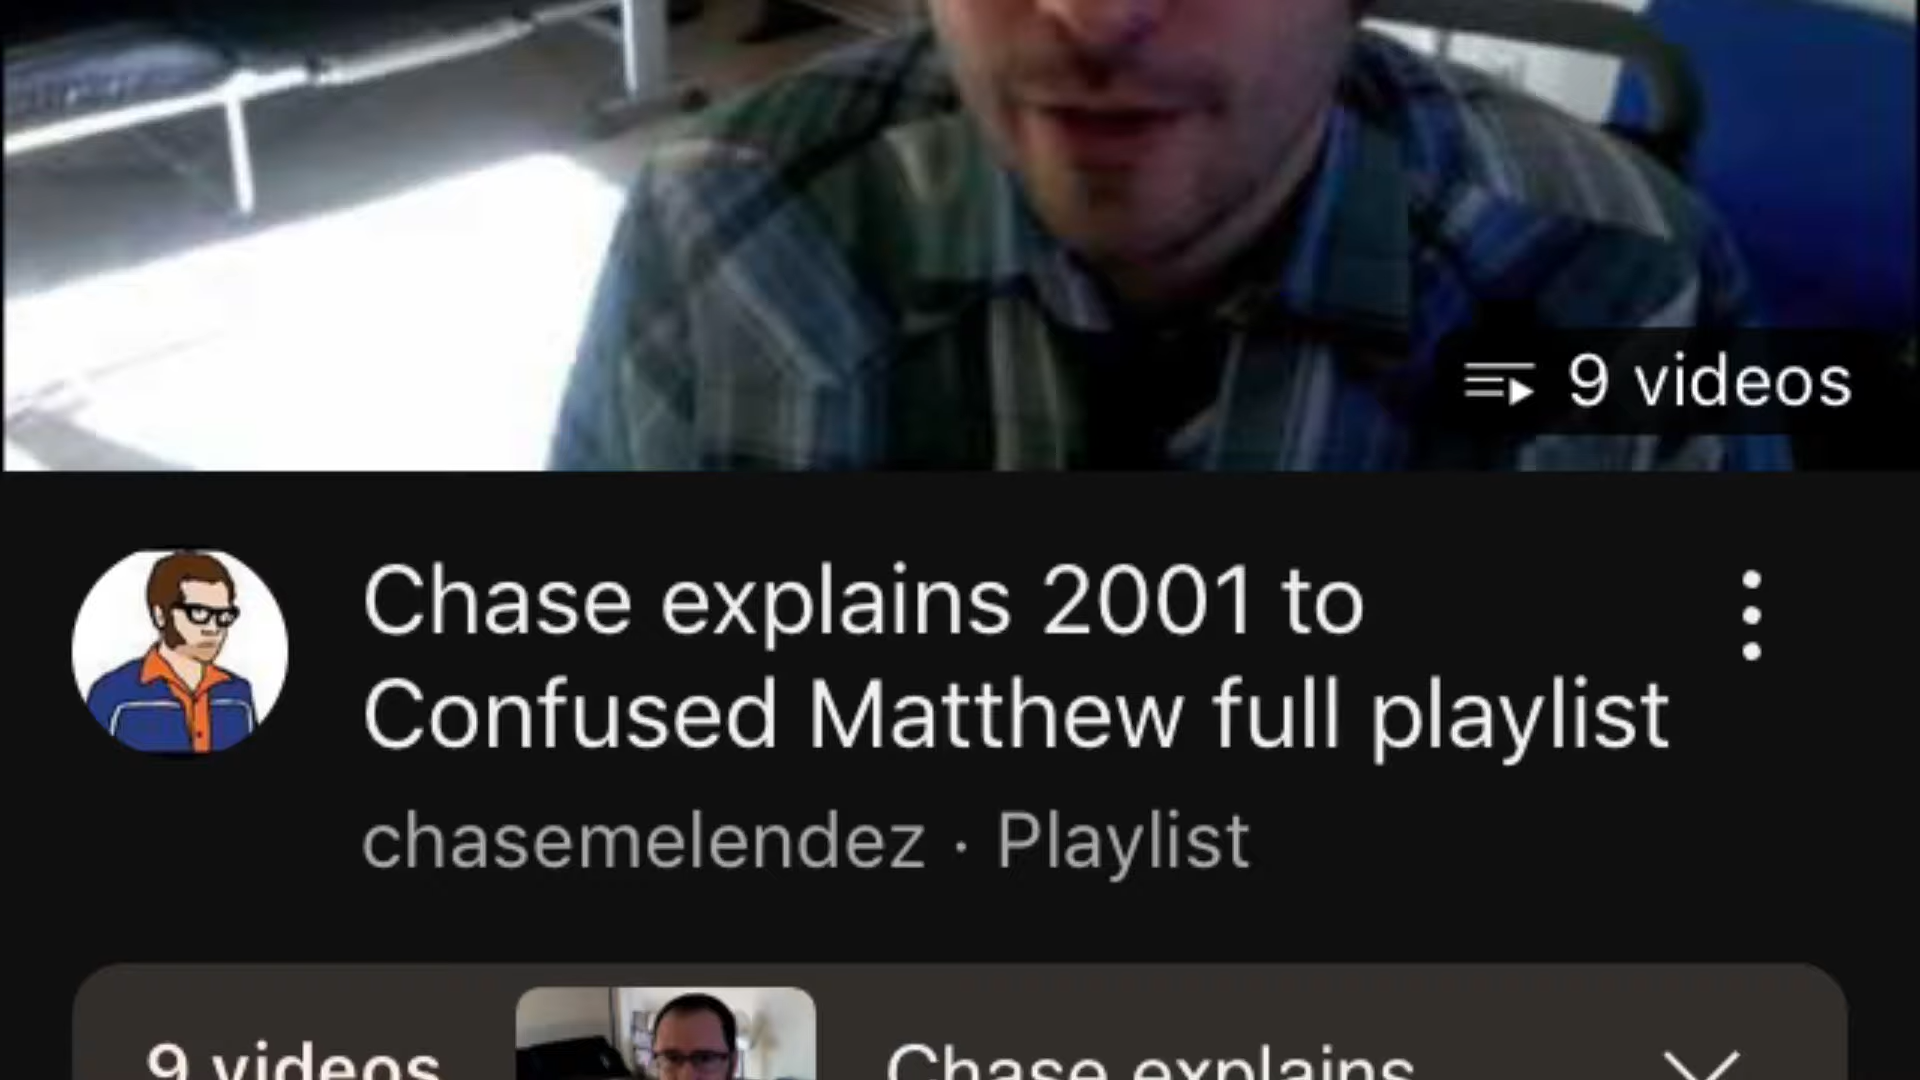 9 videos
Chase explains 2001 to
Confused Matthew full playlist
chasemelendez · Playlist
9 videos
Chase explains